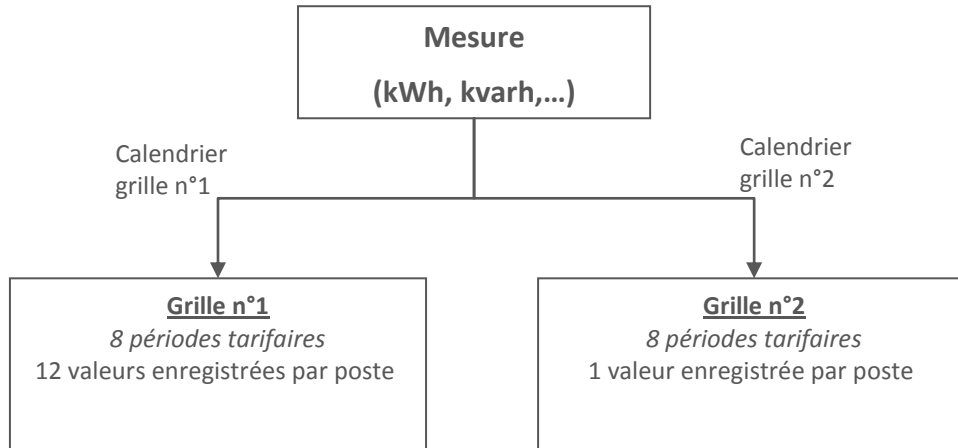 Mesure
(kWh, kvarh,…)
Calendrier
grille n°1
Calendrier
grille n°2
Grille n°1
8 périodes tarifaires
12 valeurs enregistrées par poste
Grille n°2
8 périodes tarifaires
1 valeur enregistrée par poste